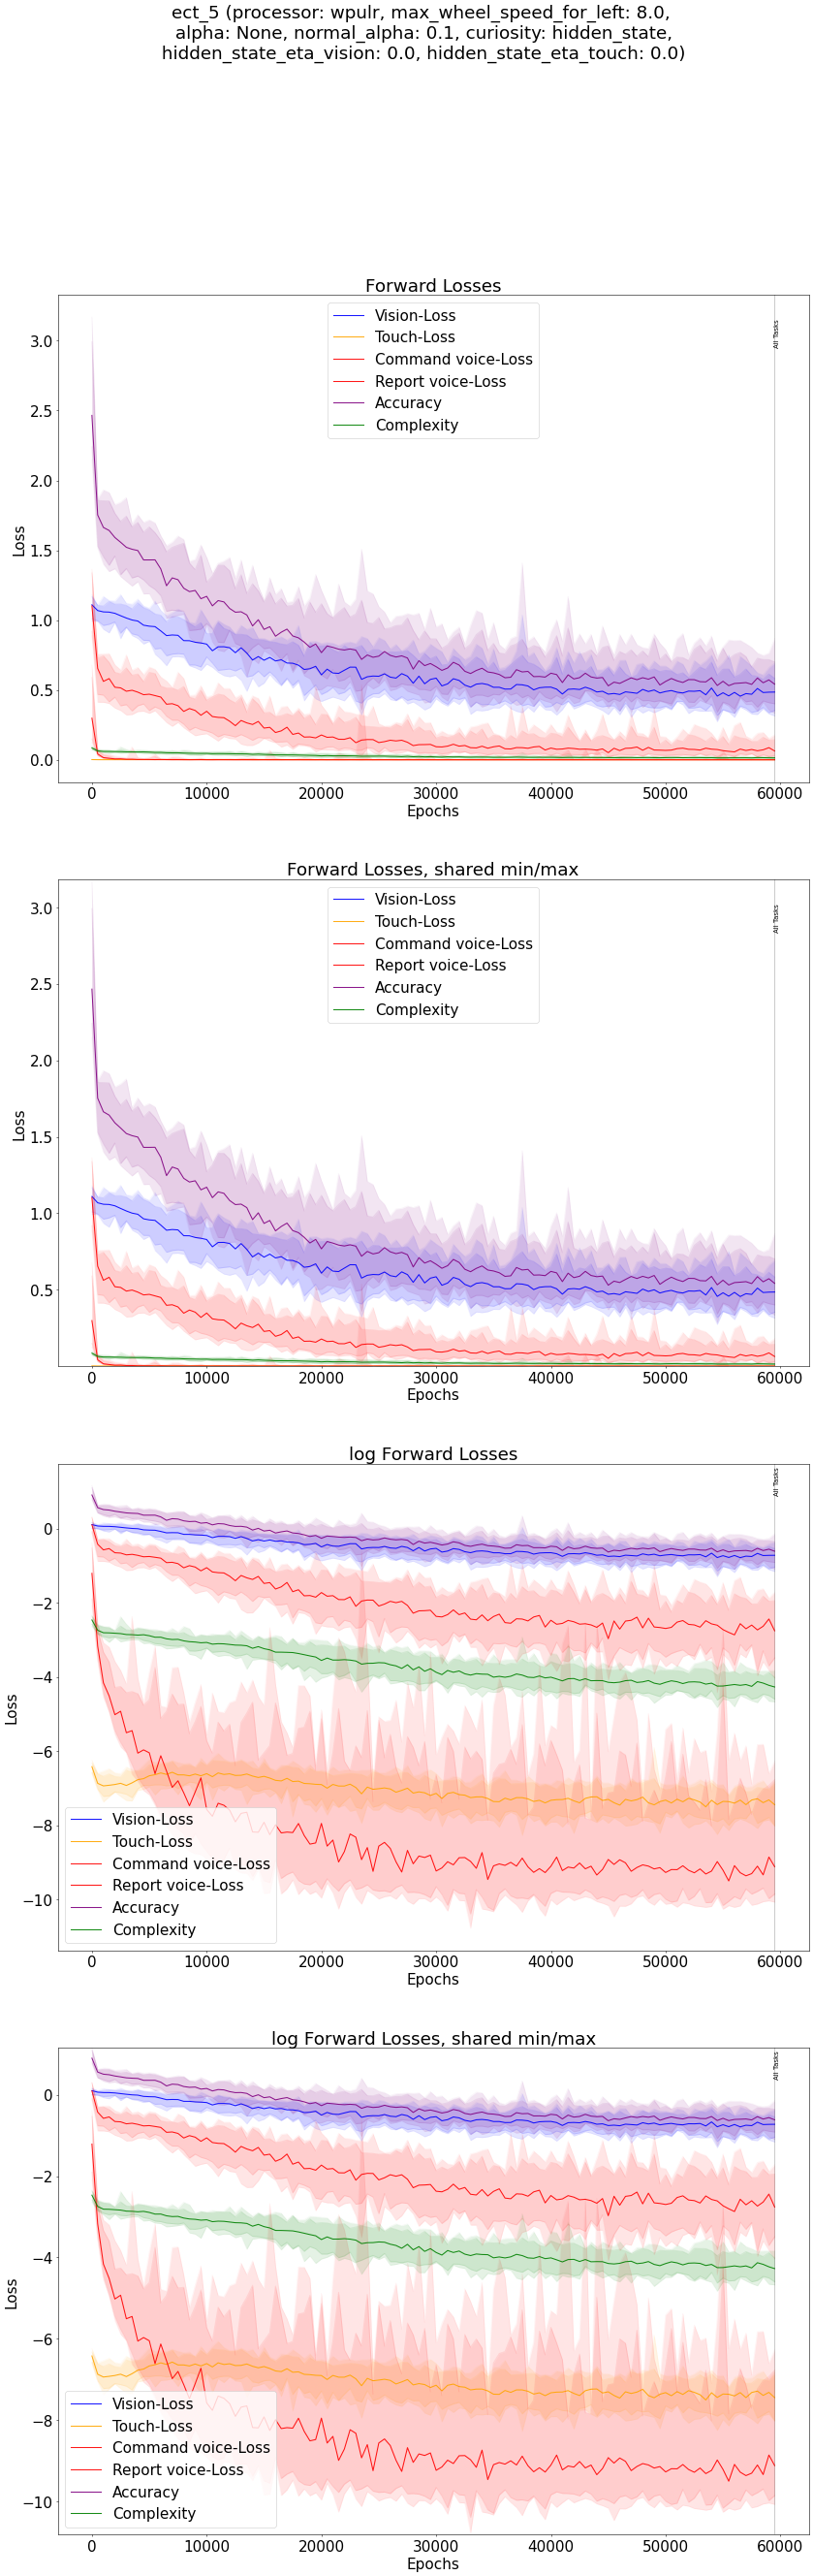 ect_5 (processor: wpulr, max_wheel_speed_for_left: 8.0,
alpha: None, normal_alpha: 0.1, curiosity: hidden_state,
hidden_state_eta_vision: 0.0, hidden_state_eta_touch: 0.0)
Forward Losses
Vision-Loss
Touch-Loss
Command voice-Loss
Report voice-Loss
Accuracy
Complexity
All Tasks
Loss
3.0
2.5
2.0
1.5
1.0
0.5
0.0
0 10000 20000 30000 40000 50000 60000
Epochs
Forward Losses, shared min/max
Vision-Loss
Touch-Loss
Command voice-Loss
Report voice-Loss
Accuracy
Complexity
All Tasks
Loss
3.0
2.5
2.0
1.5
1.0
0.5
0 10000 20000 30000 40000 50000 60000
Epochs
log Forward Losses
All Tasks
Loss
0
−2
−4
−6
−8
−10
Vision-Loss
Touch-Loss
Command voice-Loss
Report voice-Loss
Accuracy
Complexity
0 10000 20000 30000 40000 50000 60000
Epochs
log Forward Losses, shared min/max
All Tasks
Loss
0
−2
−4
−6
−8
−10
Vision-Loss
Touch-Loss
Command voice-Loss
Report voice-Loss
Accuracy
Complexity
0 10000 20000 30000 40000 50000 60000
Epochs